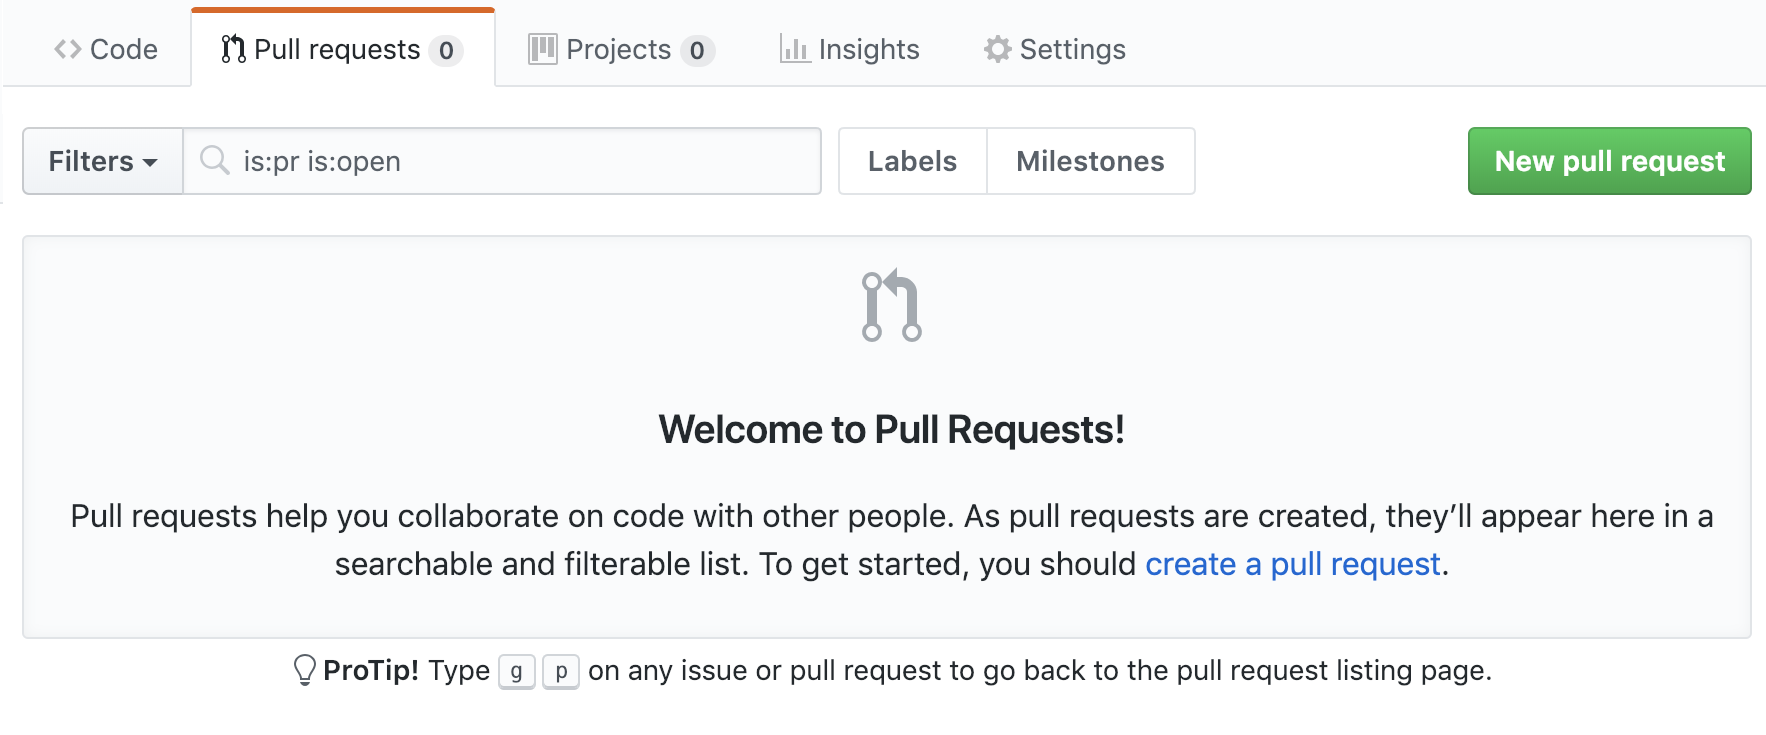 Code Pull requests 0 Projects 0 Insights Settings
Filters is:pr is:open Labels Milestones New pull request
Welcome to Pull Requests!
Pull requests help you collaborate on code with other people. As pull requests are created, they’ll appear here in a
searchable and filterable list. To get started, you should create a pull request.
ProTip! Type g p on any issue or pull request to go back to the pull request listing page.